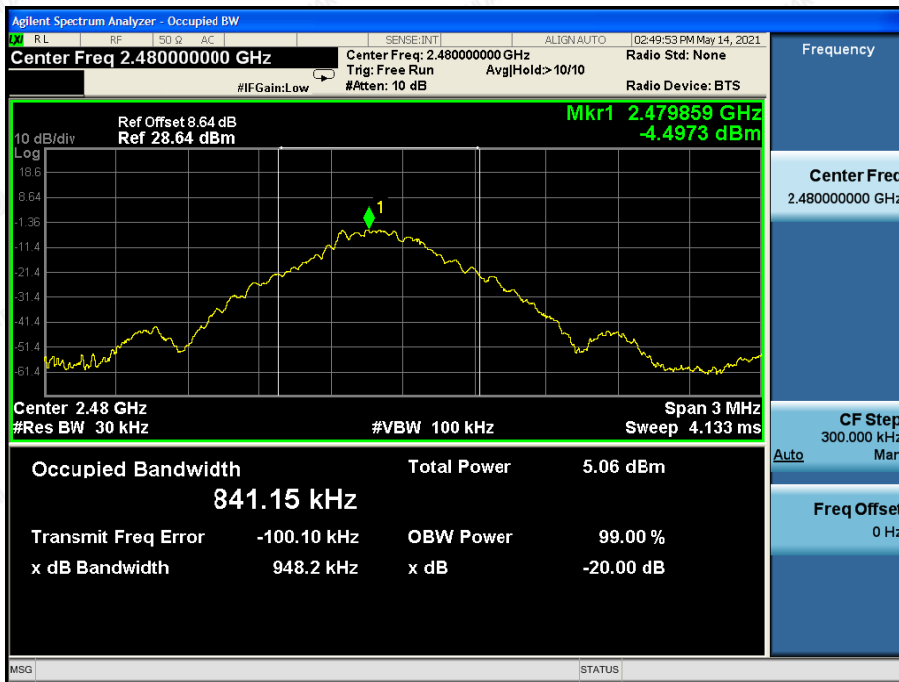 Agilent Spectrum Analyzer - Occupied BW
LXI RL RF 50 Ω AC SENSE:INT ALIGN AUTO 02:49:53 PM May 14, 2021
Center Freq 2.480000000 GHz
Center Freq: 2.480000000 GHz
Radio Std: None
Trig: Free Run Avg|Hold:> 10/10
#IFGain:Low
#Atten: 10 dB
Radio Device: BTS
Frequency
Mkr1 2.479859 GHz
-4.4973 dBm
Ref Offset 8.64 dB
10 dB/div Ref 28.64 dBm
Log
18.6
8.64
-1.36
-11.4
-21.4
-31.4
-41.4
-51.4
-61.4
1
Center 2.48 GHz Span 3 MHz
#Res BW 30 kHz #VBW 100 kHz Sweep 4.133 ms
Center Freq
2.480000000 GHz
CF Step
300.000 kHz
Auto Man
Freq Offset
0 Hz
Occupied Bandwidth Total Power 5.06 dBm
841.15 kHz
Transmit Freq Error -100.10 kHz OBW Power 99.00 %
x dB Bandwidth 948.2 kHz x dB -20.00 dB
MSG STATUS